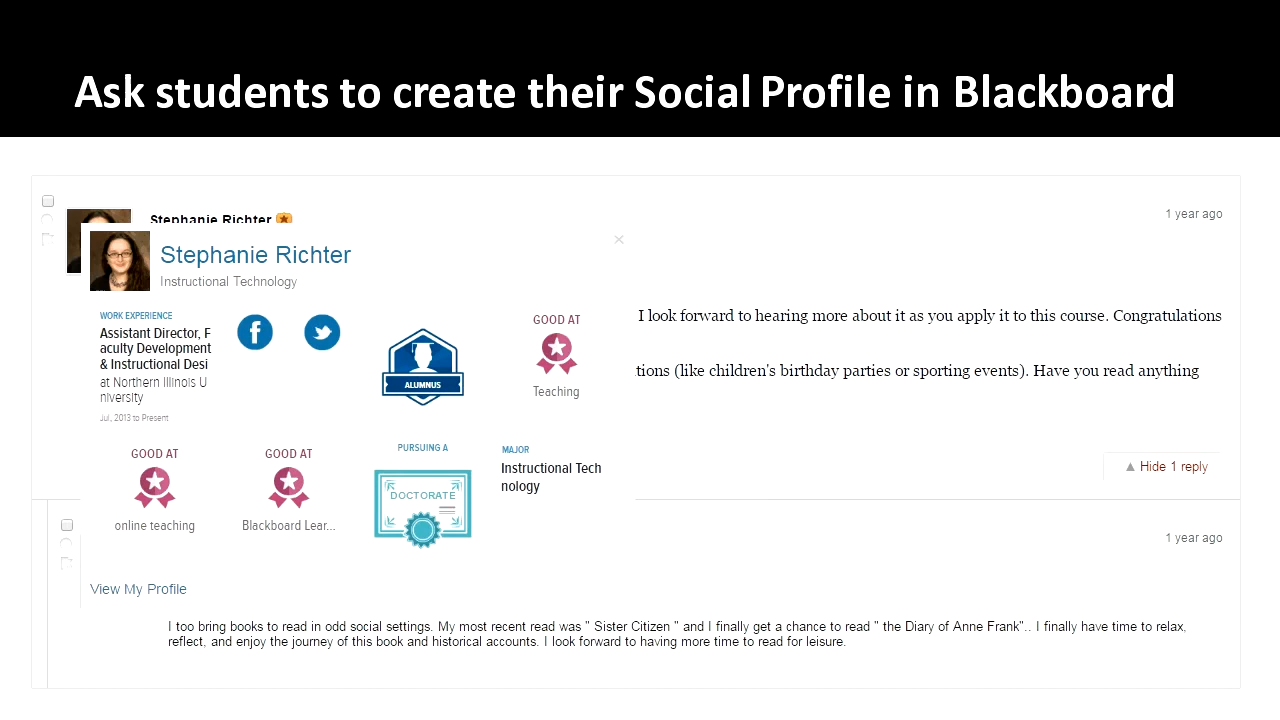 Ask students to create their Social Profile in Blackboard
Stephanie Richter
1 year ago
Stephanie Richter
Instructional Technology
WORK EXPERIENCE
Assistant Director, F
aculty Development
& Instructional Desi
at Northern Illinois U
niversity
Jul, 2013 to Present
ALUMNUS
GOOD AT
Teaching
I look forward to hearing more about it as you apply it to this course. Congratulations
tions (like children's birthday parties or sporting events). Have you read anything
GOOD AT
online teaching
GOOD AT
Blackboard Lear...
PURSUING A
DOCTORATE
MAJOR
Instructional Tech
nology
Hide 1 reply
1 year ago
View My Profile
I too bring books to read in odd social settings. My most recent read was " Sister Citizen " and I finally get a chance to read " the Diary of Anne Frank".. I finally have time to relax,
reflect, and enjoy the journey of this book and historical accounts. I look forward to having more time to read for leisure.